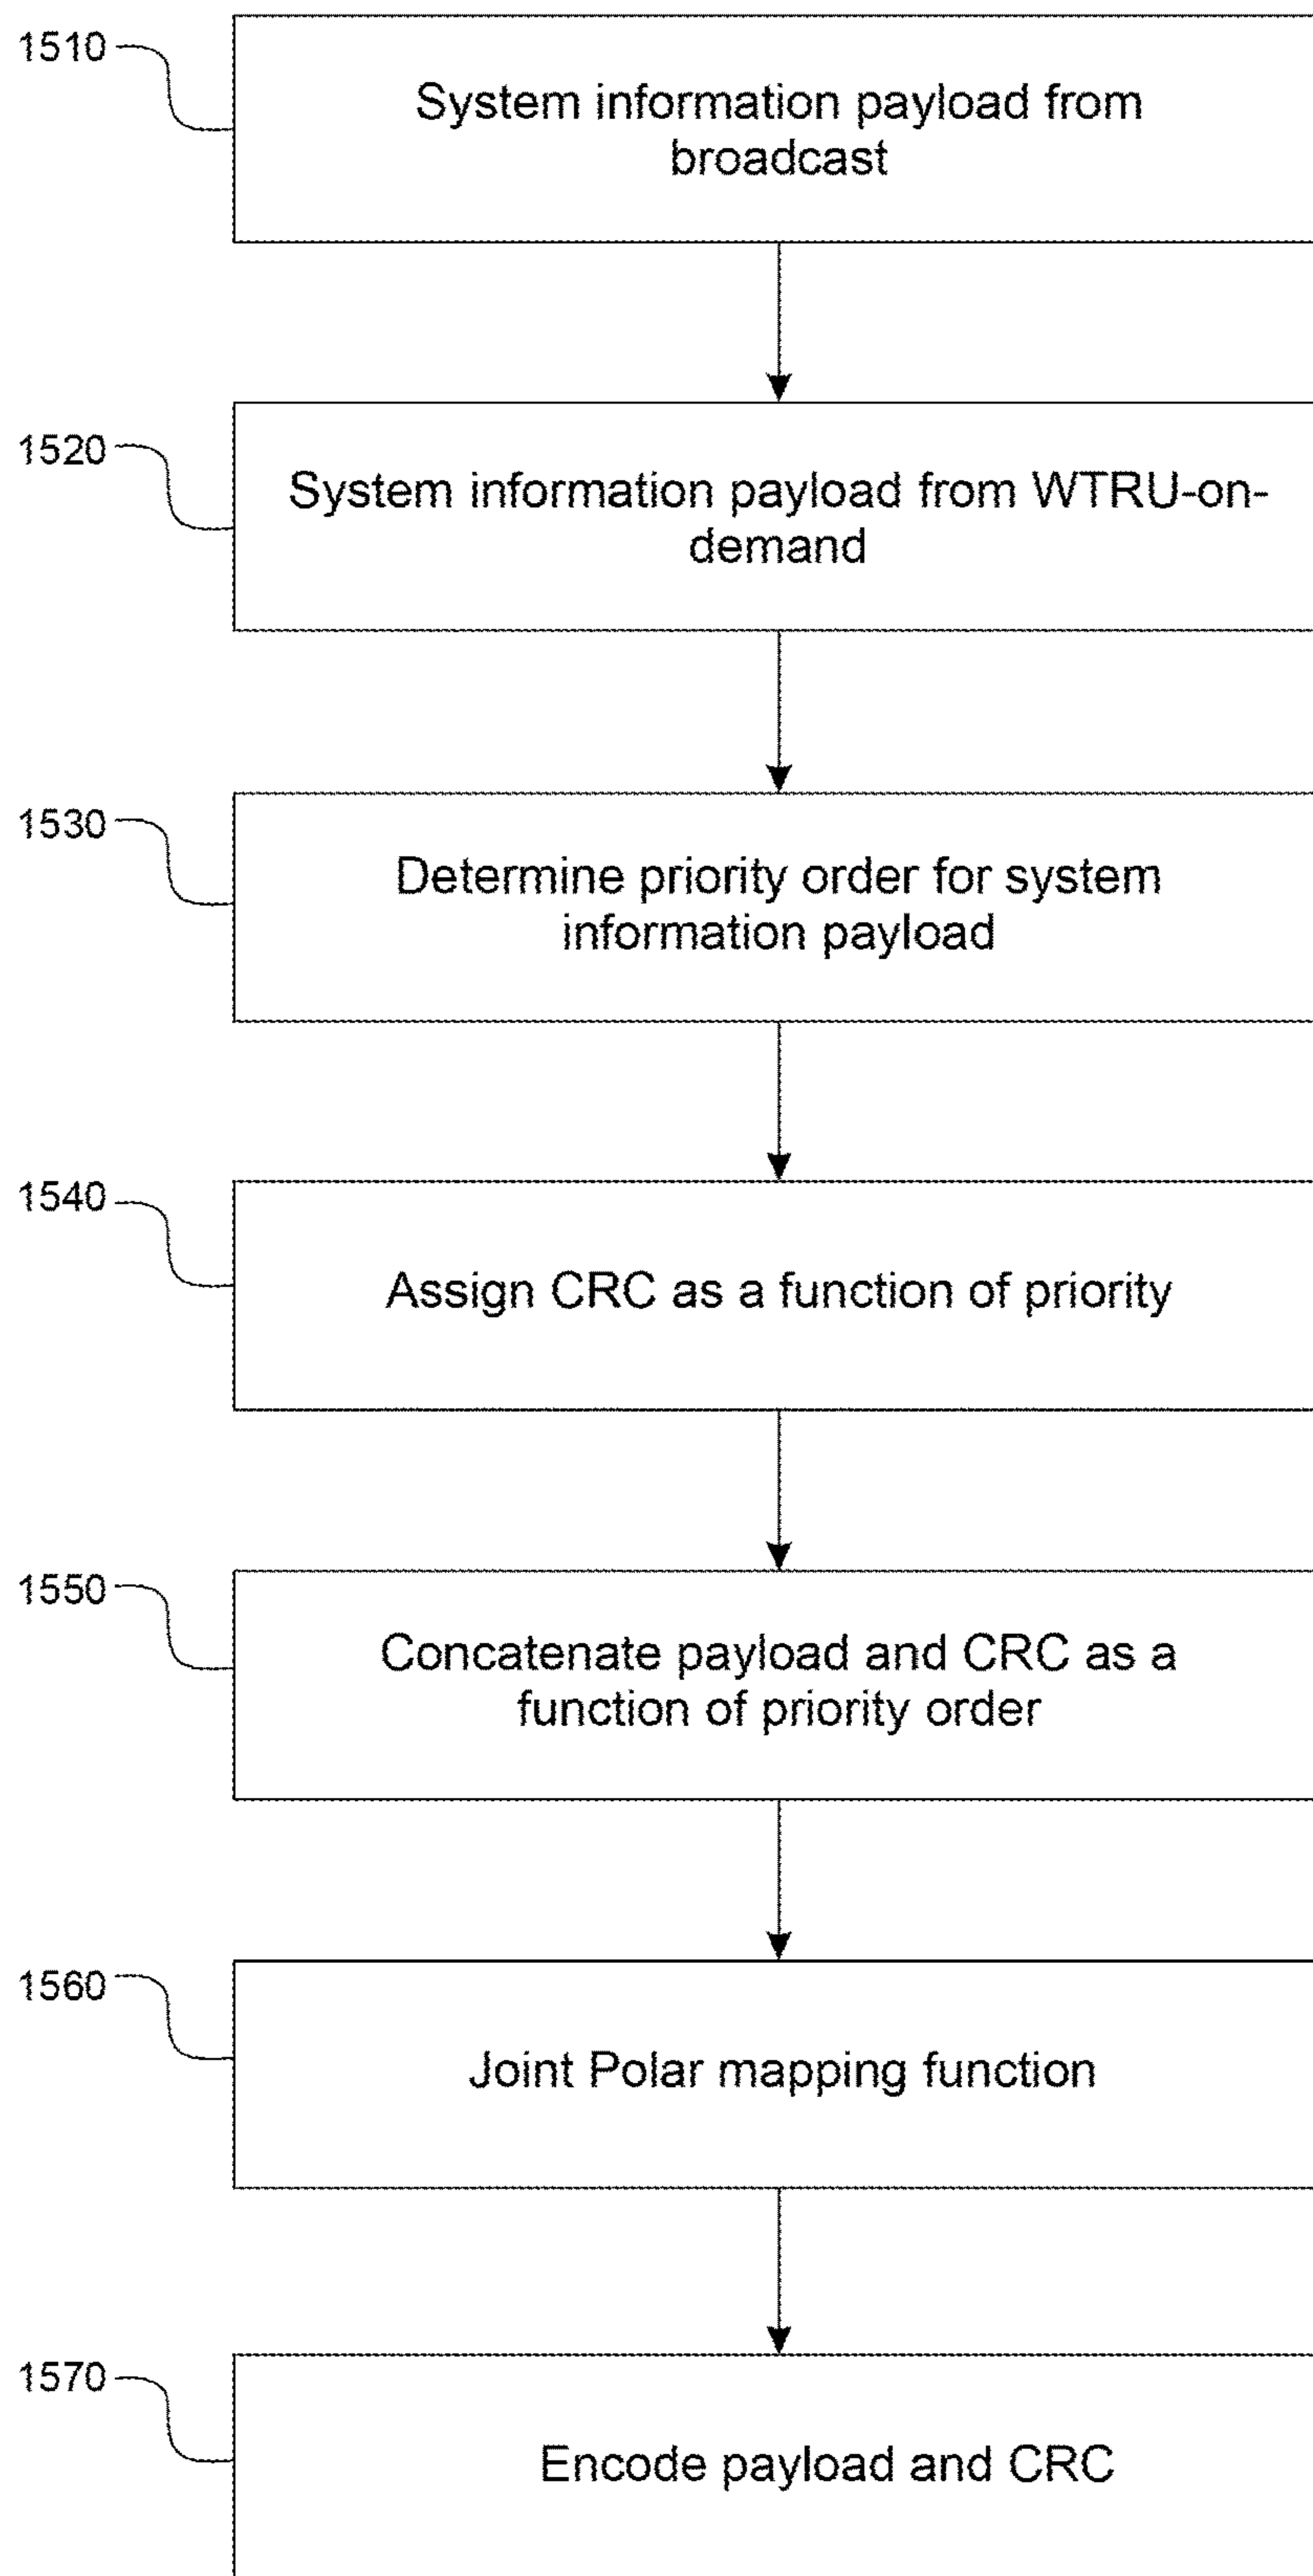 1510
System information payload from
broadcast
1520
System information payload from WTRU-on-
demand
1530
Determine priority order for system
information payload
1540
Assign CRC as a function of priority
1550
Concatenate payload and CRC as a
function of priority order
1560
Joint Polar mapping function
1570
Encode payload and CRC